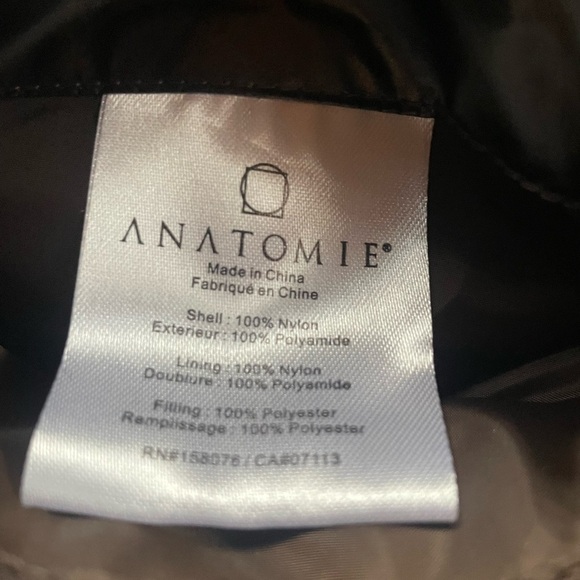 ANATOMIE®
Made in China
Fabriqué en Chine
Shell : 100% Nylon
Exterieur : 100% Polyamide
Lining : 100% Nylon
Doublure : 100% Polyamide
Filling : 100% Polyester
Remplissage : 100% Polyester
RN#158076 / CA#07113